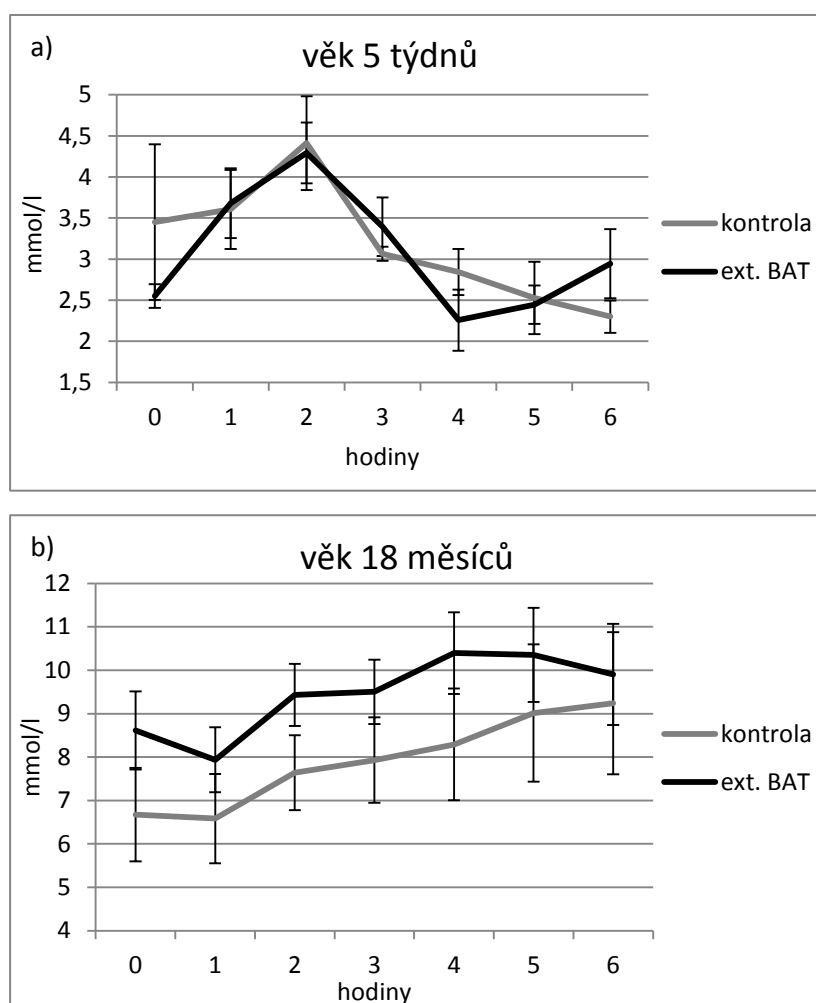 a)
věk 5 týdnů
5
4,5
4
3,5
3
2,5
2
1,5
mmol/l
0 1 2 3 4 5 6
hodiny
kontrola
ext. BAT
b)
věk 18 měsíců
12
11
10
9
8
7
6
5
4
mmol/l
0 1 2 3 4 5 6
hodiny
kontrola
ext. BAT